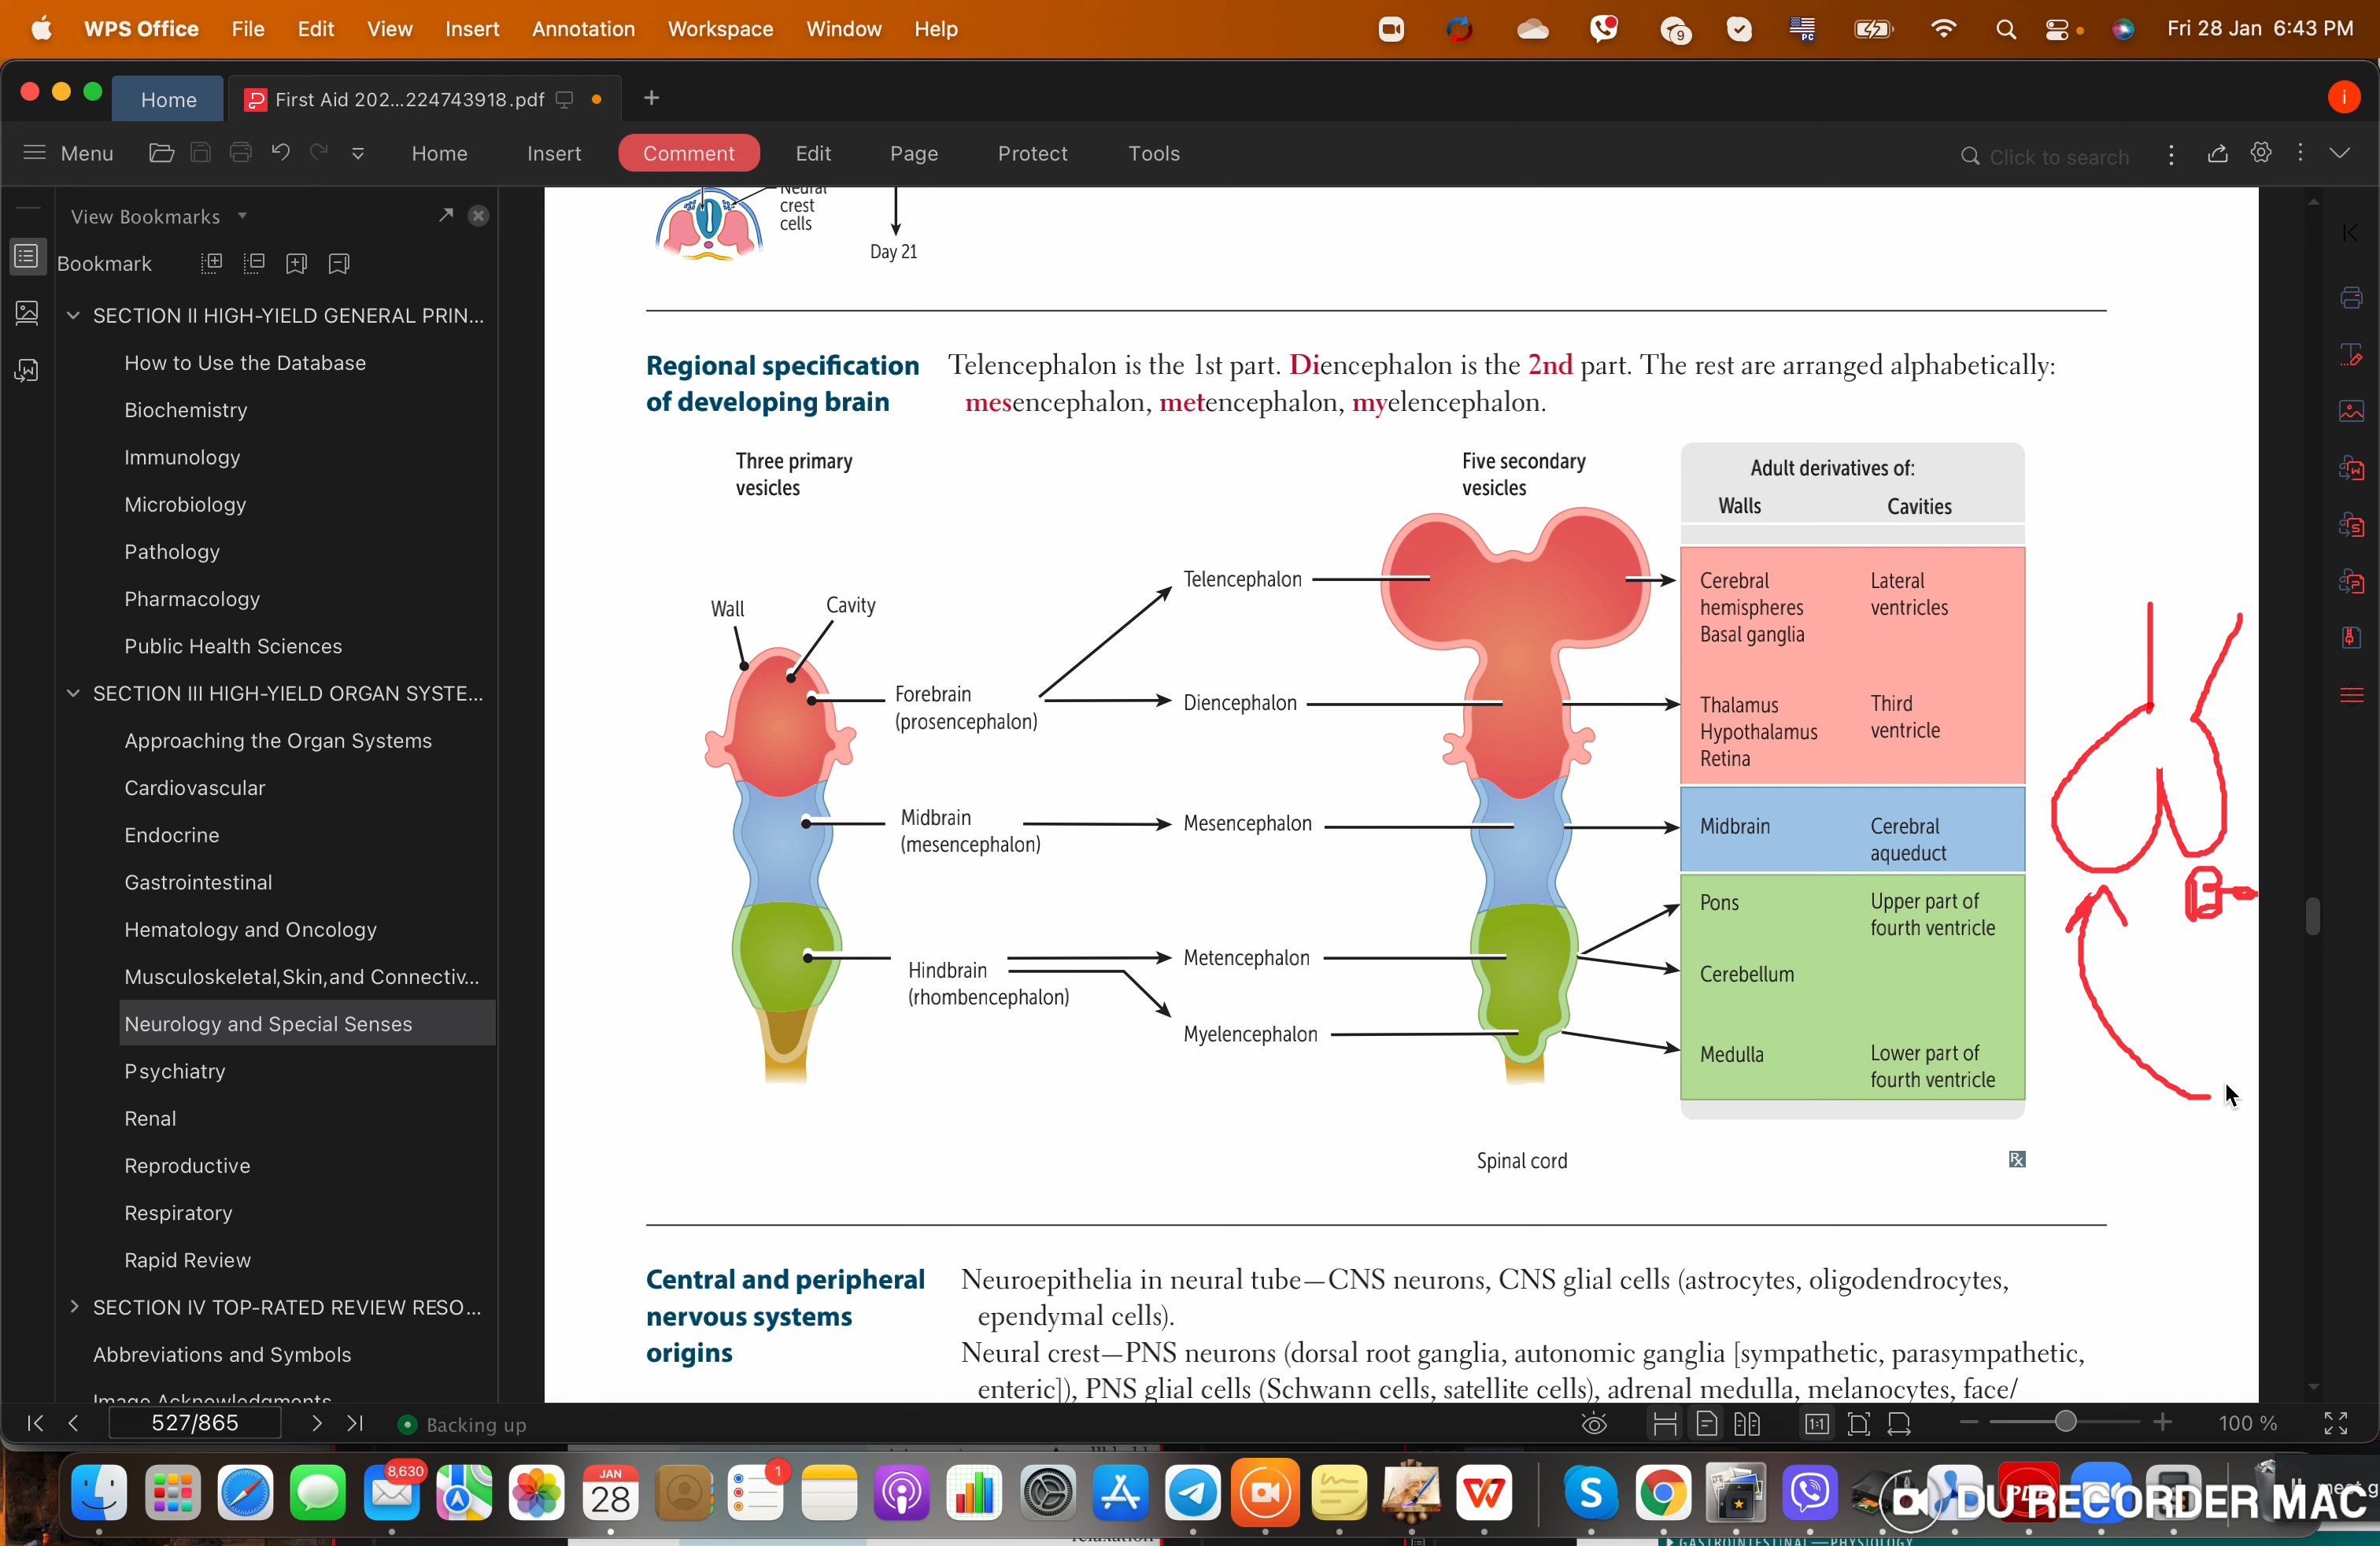 WPS Office File Edit View Insert Annotation Workspace Window Help
9
PC
Fri 28 Jan 6:43 PM
Home
First Aid 202...224743918.pdf
Menu Home Insert Comment Edit Page Protect Tools
Click to search
View Bookmarks
Bookmark
SECTION II HIGH-YIELD GENERAL PRIN...
How to Use the Database
Biochemistry
Immunology
Microbiology
Pathology
Pharmacology
Public Health Sciences
SECTION III HIGH-YIELD ORGAN SYSTE...
Approaching the Organ Systems
Cardiovascular
Endocrine
Gastrointestinal
Hematology and Oncology
Musculoskeletal,Skin,and Connectiv...
Neurology and Special Senses
Psychiatry
Renal
Reproductive
Respiratory
Rapid Review
SECTION IV TOP-RATED REVIEW RESO...
Abbreviations and Symbols
Image Acknowledgments
527/865
Backing up
100 %
Neural
crest
cells
Day 21
Regional specification
of developing brain
Telencephalon is the 1st part. Diencephalon is the 2nd part. The rest are arranged alphabetically:
mesencephalon, metencephalon, myelencephalon.
Three primary
vesicles
Five secondary
vesicles
Adult derivatives of:
Walls Cavities
Wall
Cavity
Forebrain
(prosencephalon)
Midbrain
(mesencephalon)
Hindbrain
(rhombencephalon)
Telencephalon
Diencephalon
Mesencephalon
Metencephalon
Myelencephalon
Cerebral
hemispheres
Basal ganglia
Lateral
ventricles
Thalamus
Hypothalamus
Retina
Third
ventricle
Midbrain
Cerebral
aqueduct
Pons
Upper part of
fourth ventricle
Cerebellum
Medulla
Lower part of
fourth ventricle
Spinal cord
Rx
Central and peripheral
nervous systems
origins
Neuroepithelia in neural tube—CNS neurons, CNS glial cells (astrocytes, oligodendrocytes,
ependymal cells).
Neural crest—PNS neurons (dorsal root ganglia, autonomic ganglia [sympathetic, parasympathetic,
enteric]), PNS glial cells (Schwann cells, satellite cells), adrenal medulla, melanocytes, face/
8,630
JAN
28
1
relaxation
GASTROINTESTINAL—PHYSIOLOGY
DU RECORDER MAC